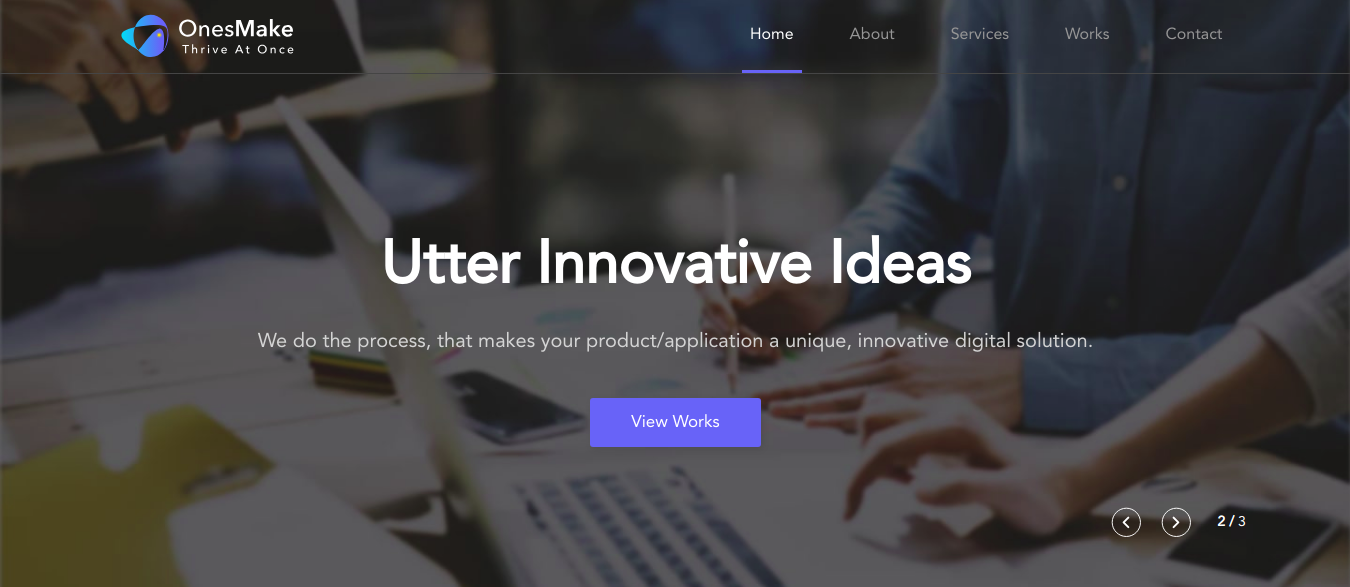 OnesMake
Thrive At Once
Home About Services Works Contact
Utter Innovative Ideas
We do the process, that makes your product/application a unique, innovative digital solution.
View Works
2 / 3